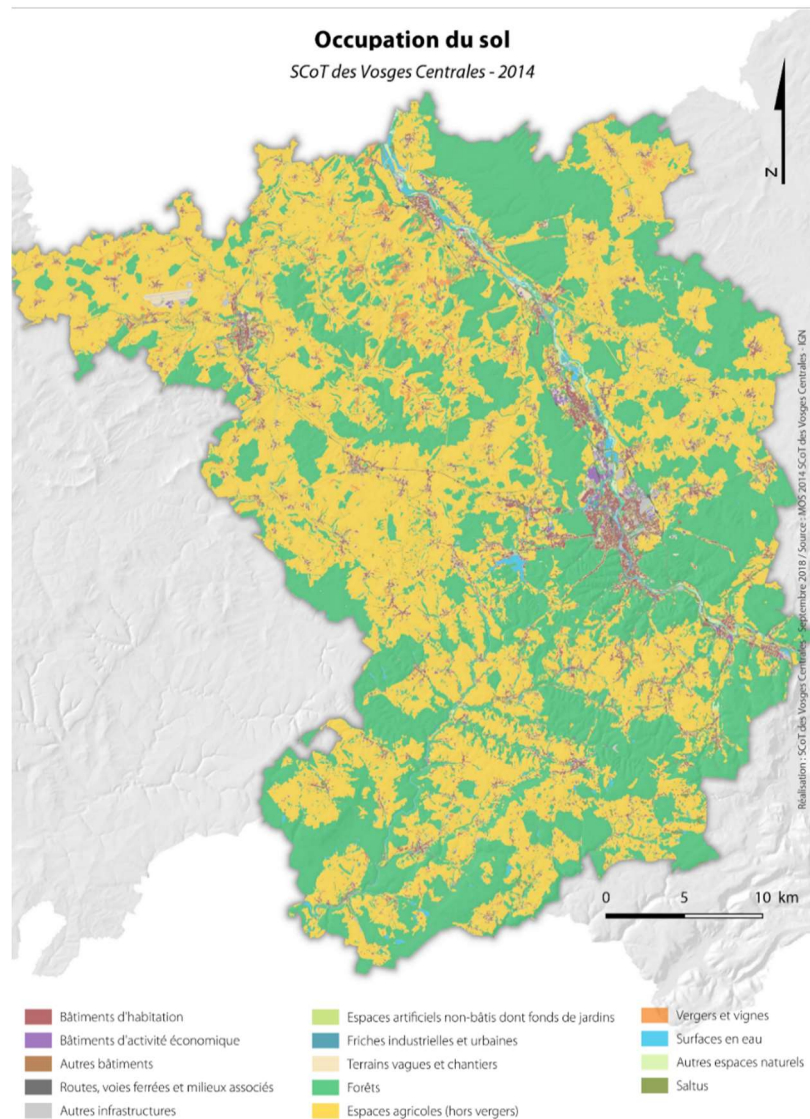 Occupation du sol
SCoT des Vosges Centrales - 2014
N
Réalisation : SCoT des Vosges Centrales - Septembre 2018 / Source : MOS 2014 SCoT des Vosges Centrales - IGN
0 5 10 km
Bâtiments d'habitation
Bâtiments d'activité économique
Autres bâtiments
Routes, voies ferrées et milieux associés
Autres infrastructures
Espaces artificiels non-bâtis dont fonds de jardins
Friches industrielles et urbaines
Terrains vagues et chantiers
Forêts
Espaces agricoles (hors vergers)
Vergers et vignes
Surfaces en eau
Autres espaces naturels
Saltus